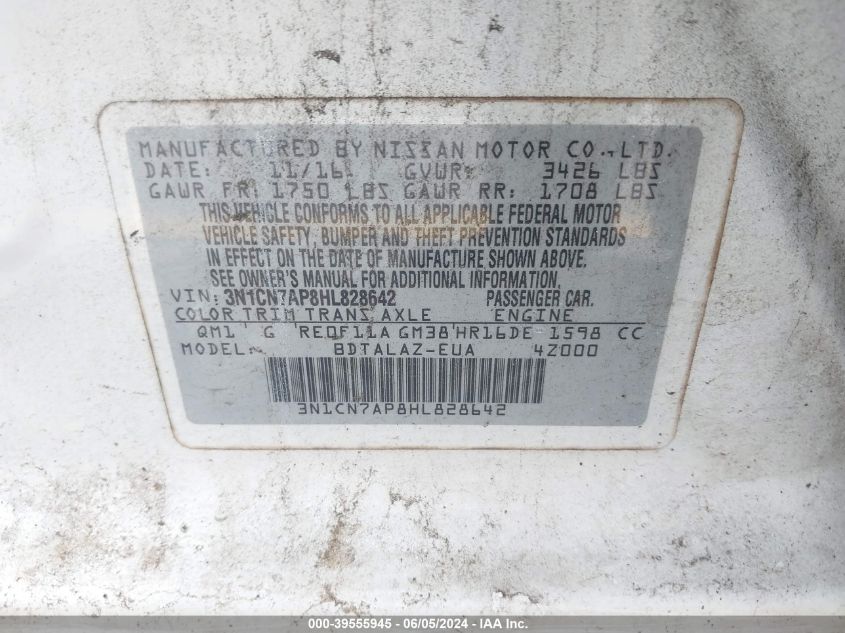 MANUFACTURED BY NISSAN MOTOR CO.,LTD.
DATE: 11/16 GVWR: 3426 LBS
GAWR FR: 1750 LBS GAWR RR: 1708 LBS
THIS VEHICLE CONFORMS TO ALL APPLICABLE FEDERAL MOTOR
VEHICLE SAFETY, BUMPER AND THEFT PREVENTION STANDARDS
IN EFFECT ON THE DATE OF MANUFACTURE SHOWN ABOVE.
SEE OWNER'S MANUAL FOR ADDITIONAL INFORMATION.
VIN: 3N1CN7AP8HL828642 PASSENGER CAR.
COLOR TRIM TRANS AXLE ENGINE
QM1 G RE0F11A GM38 HR16DE 1598 CC
MODEL: BDTALAZ-EUA 4Z000
3N1CN7AP8HL828642
000-39555945 - 06/05/2024 - IAA Inc.